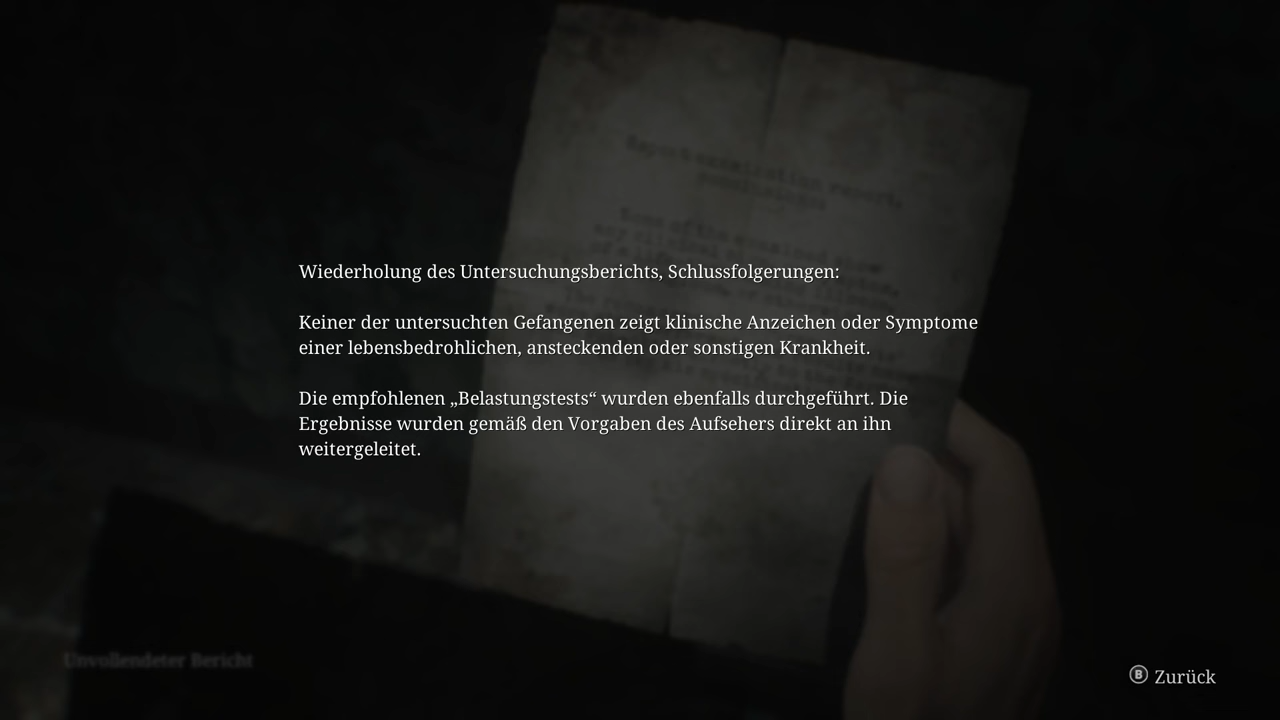 Wiederholung des Untersuchungsberichts, Schlussfolgerungen:
Keiner der untersuchten Gefangenen zeigt klinische Anzeichen oder Symptome
einer lebensbedrohlichen, ansteckenden oder sonstigen Krankheit.
Die empfohlenen „Belastungstests“ wurden ebenfalls durchgeführt. Die
Ergebnisse wurden gemäß den Vorgaben des Aufsehers direkt an ihn
weitergeleitet.
Unvollendeter Bericht
B Zurück